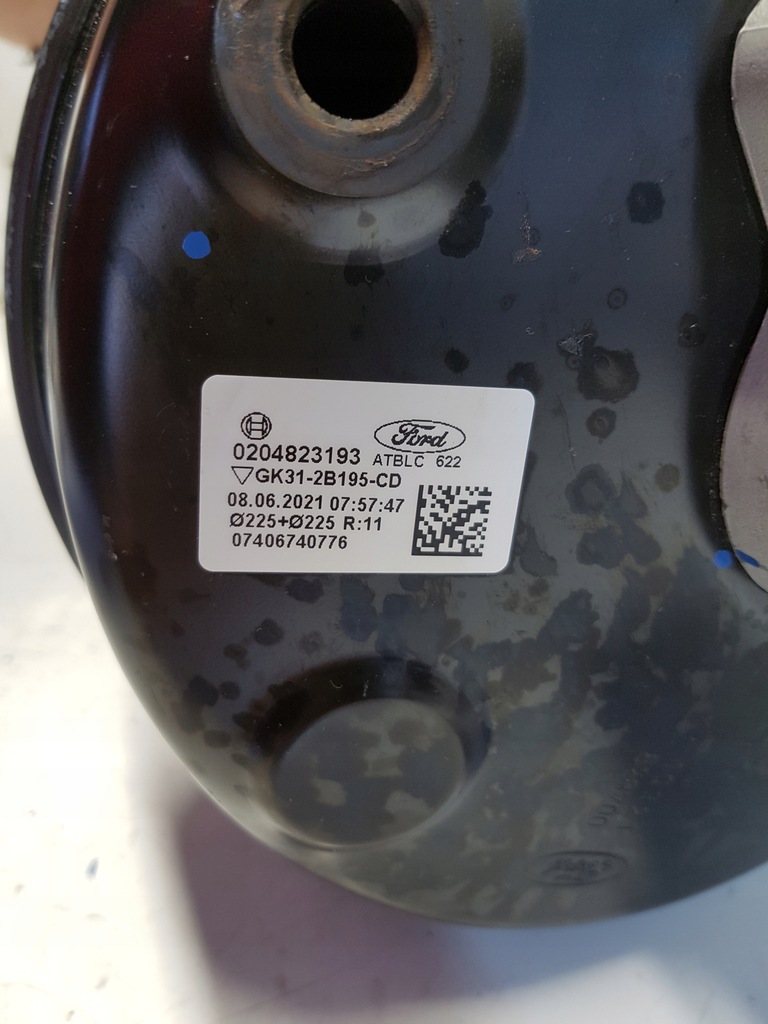 Ford
0204823193 ATBLC 622
▽GK31-2B195-CD
08.06.2021 07:57:47
Ø225+Ø225 R:11
07406740776